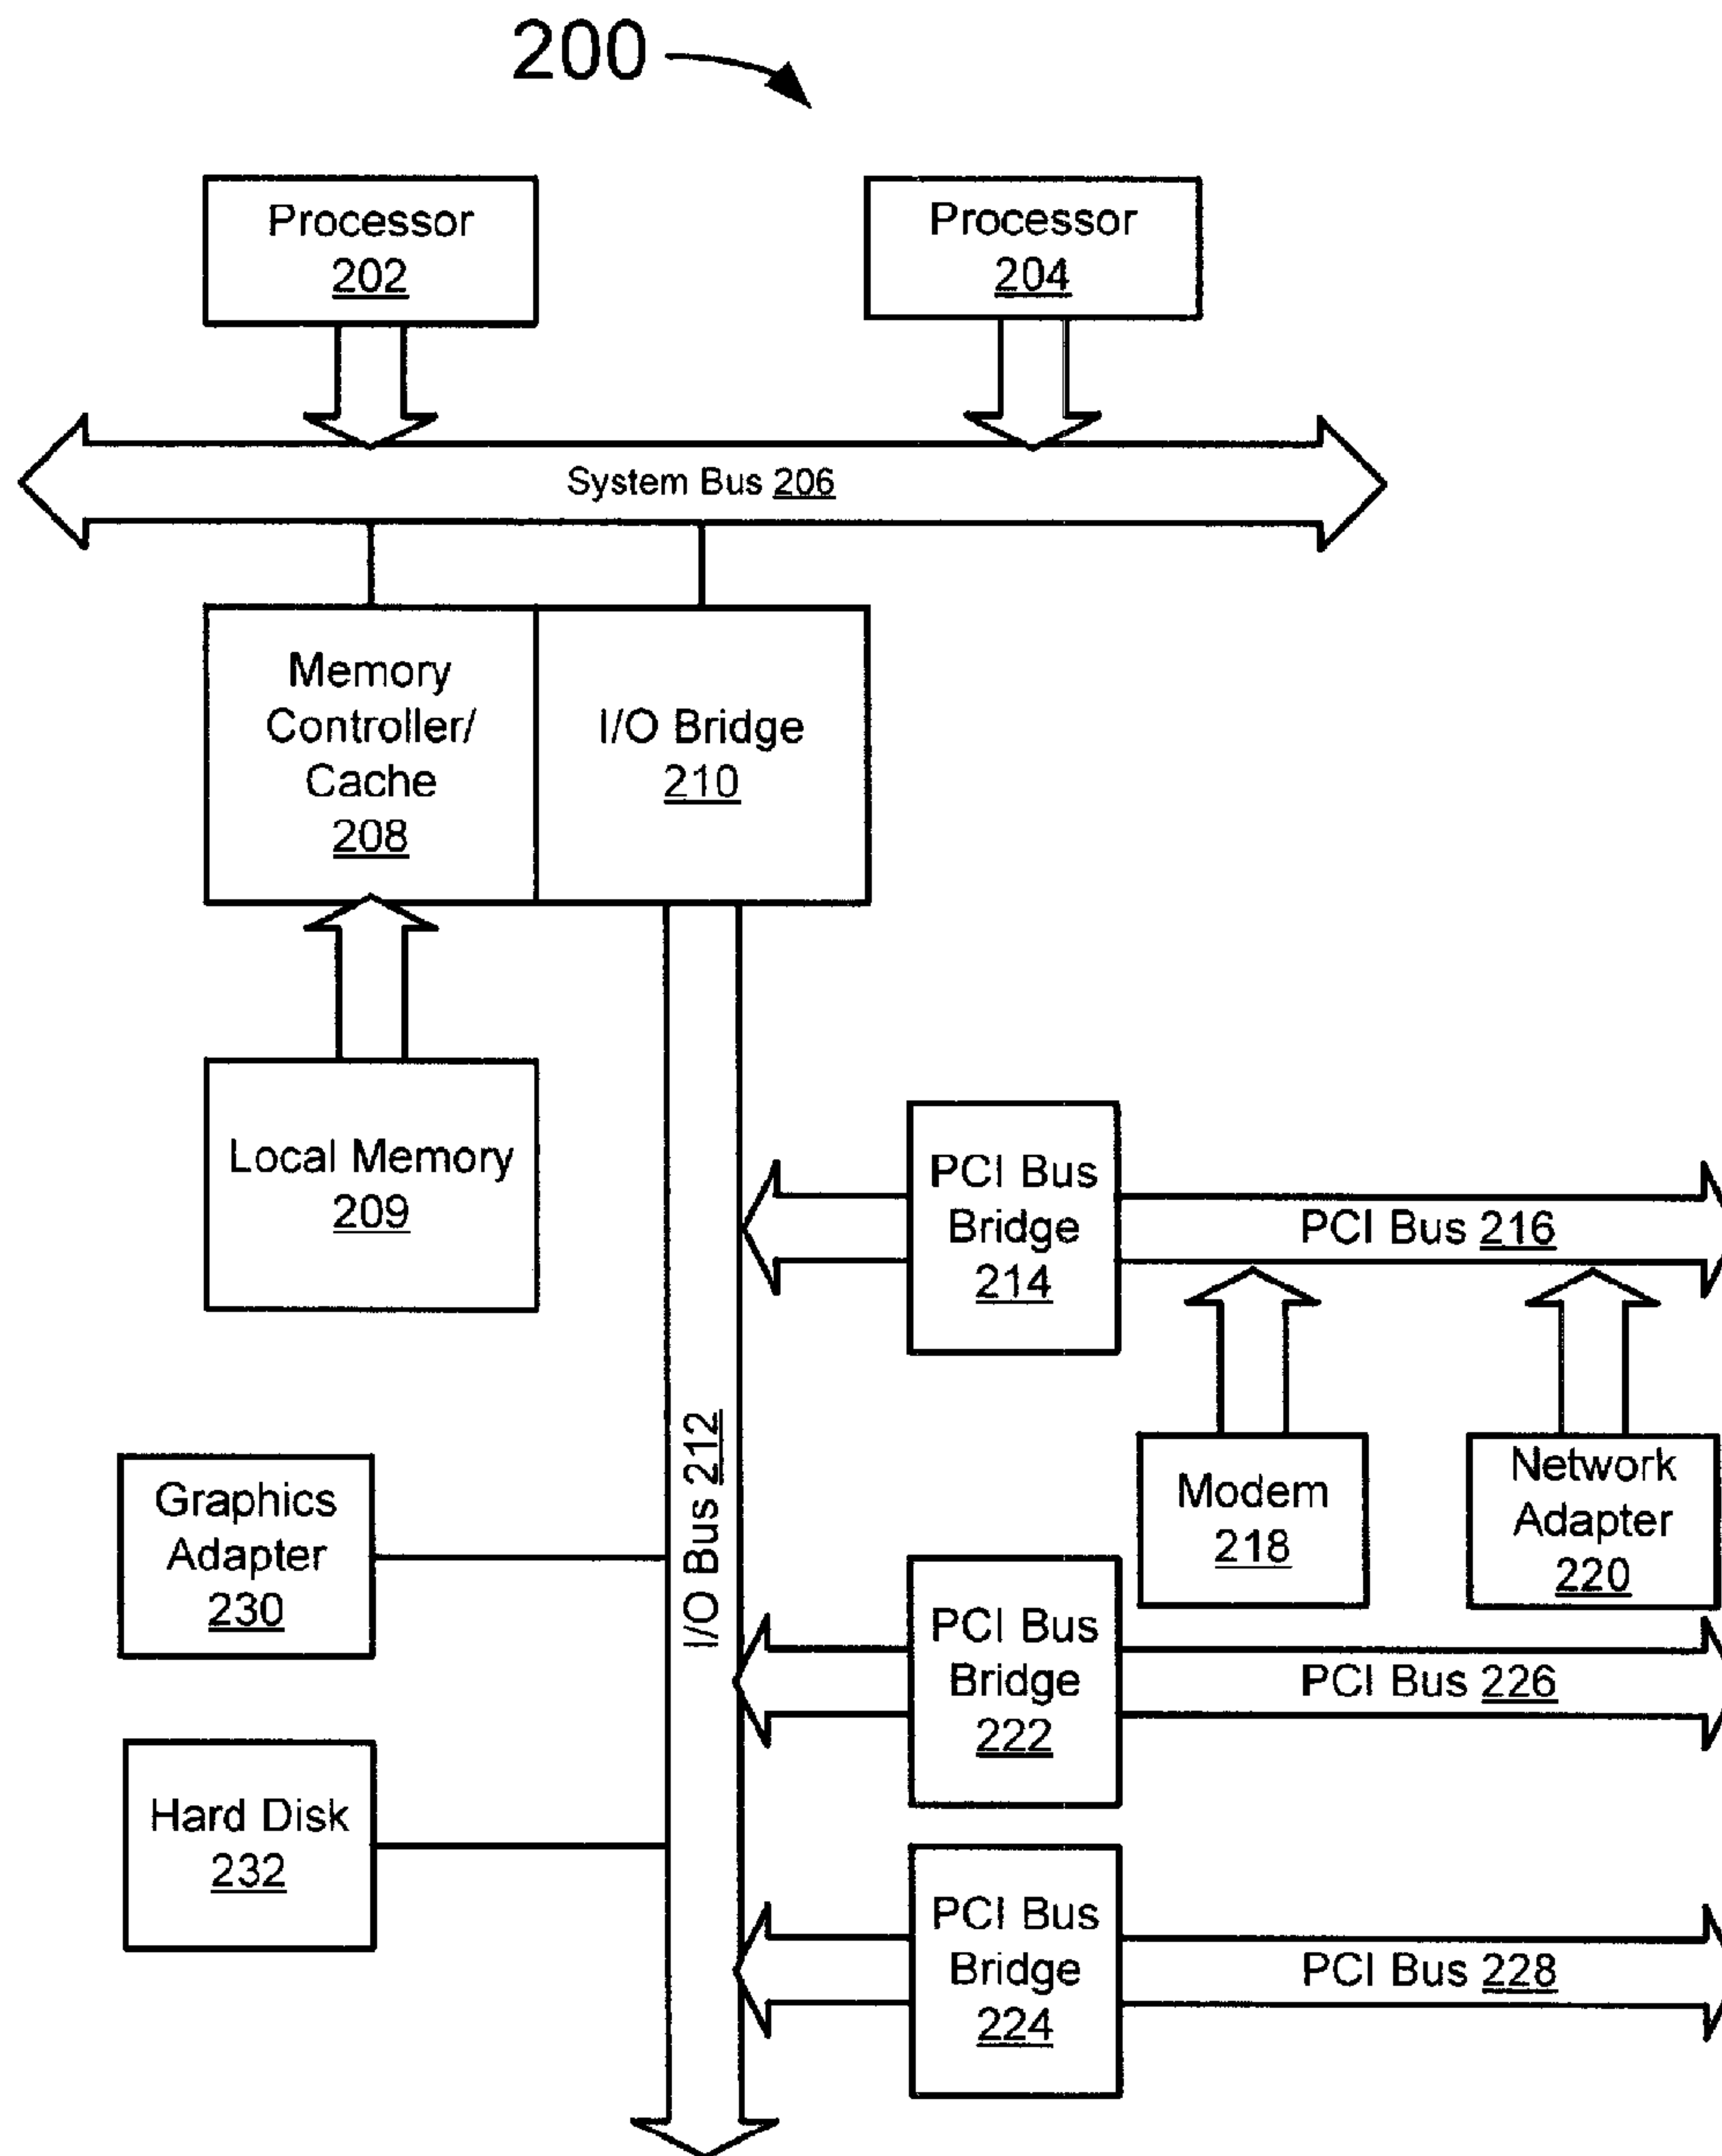 200
Processor
202
Processor
204
System Bus 206
Memory
Controller/
Cache
208
I/O Bridge
210
Local Memory
209
PCI Bus
Bridge
214
PCI Bus 216
I/O Bus 212
Modem
218
Network
Adapter
220
Graphics
Adapter
230
PCI Bus
Bridge
222
PCI Bus 226
Hard Disk
232
PCI Bus
Bridge
224
PCI Bus 228